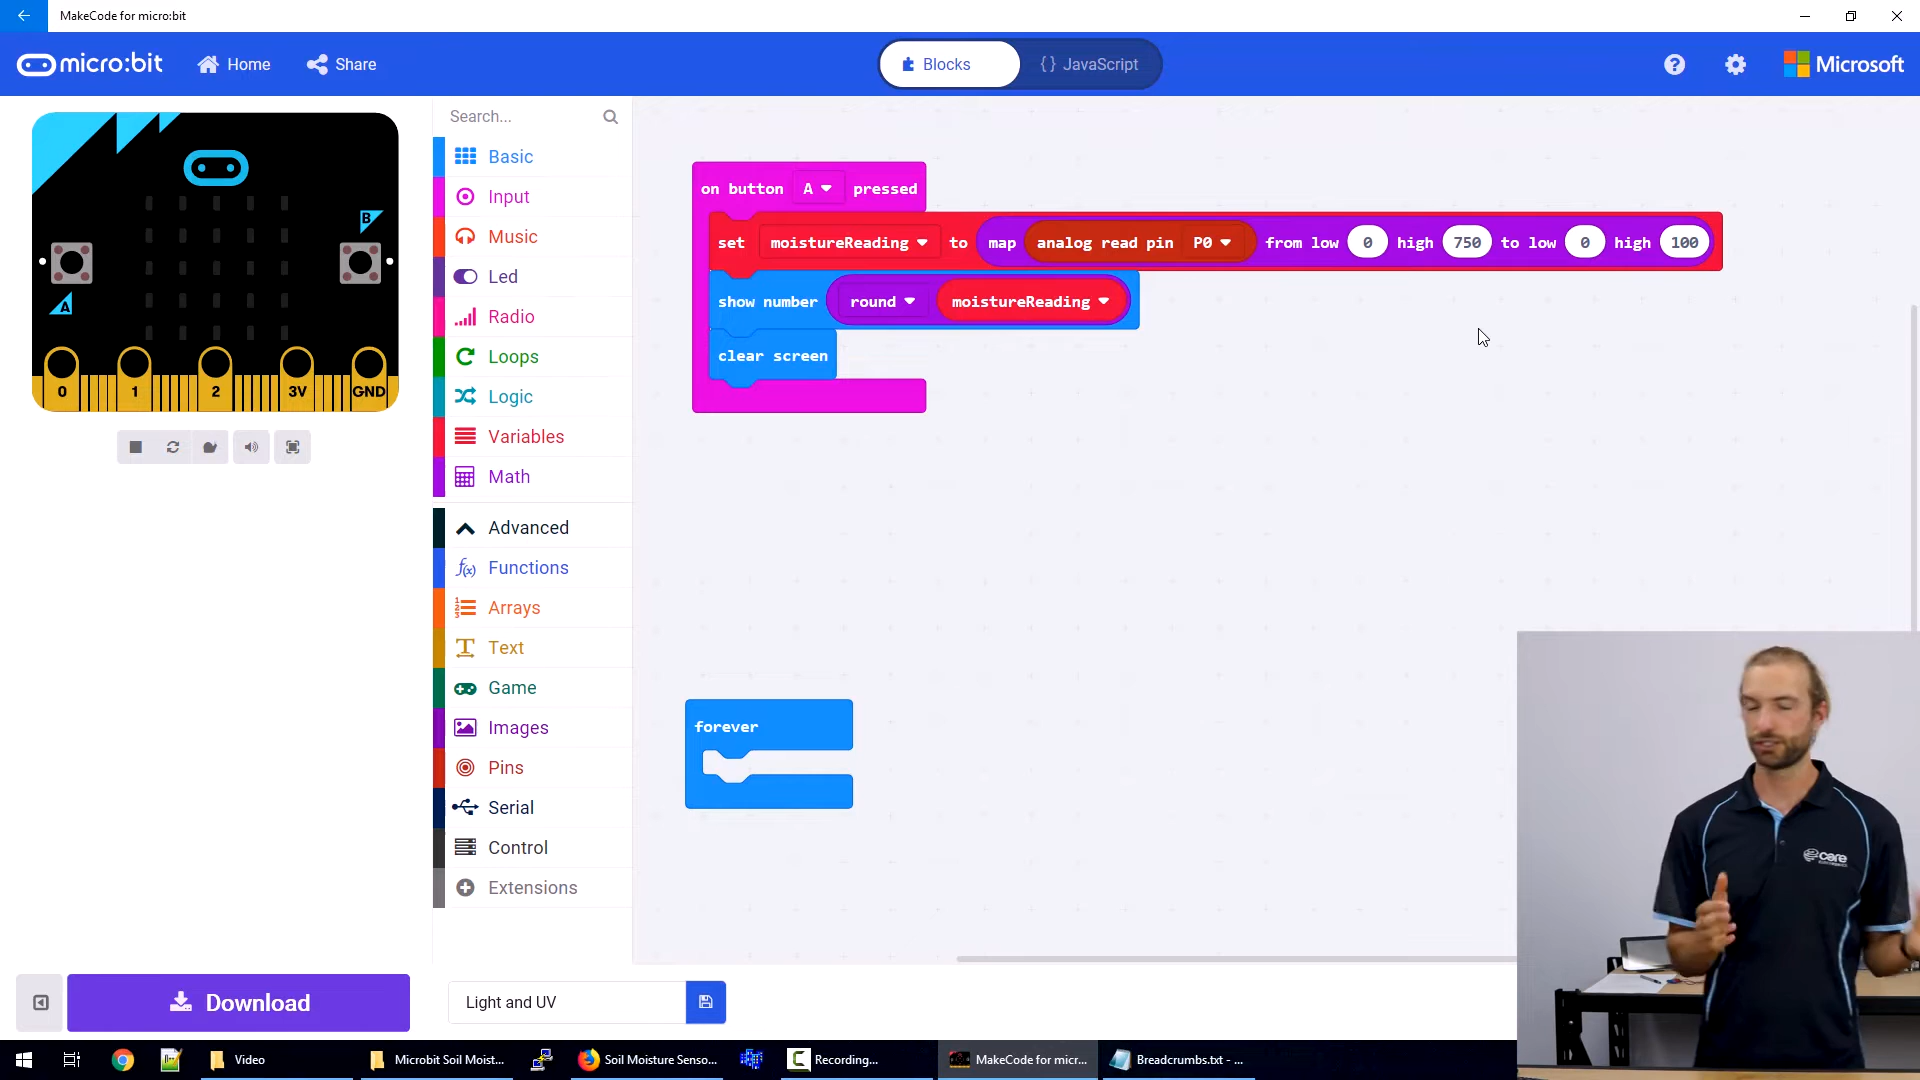 MakeCode for micro:bit
micro:bit
Home
Share
Blocks
{} JavaScript
?
Microsoft
B
A
0
1
2
3V
GND
Search...
Basic
Input
Music
Led
Radio
Loops
Logic
Variables
Math
Advanced
f(x) Functions
Arrays
Text
Game
Images
Pins
Serial
Control
Extensions
on button A pressed
set moistureReading to map analog read pin P0 from low 0 high 750 to low 0 high 100
show number round moistureReading
clear screen
forever
care
Download
Light and UV
Video
Microbit Soil Moist...
Soil Moisture Senso...
Recording...
MakeCode for micr...
Breadcrumbs.txt - ...